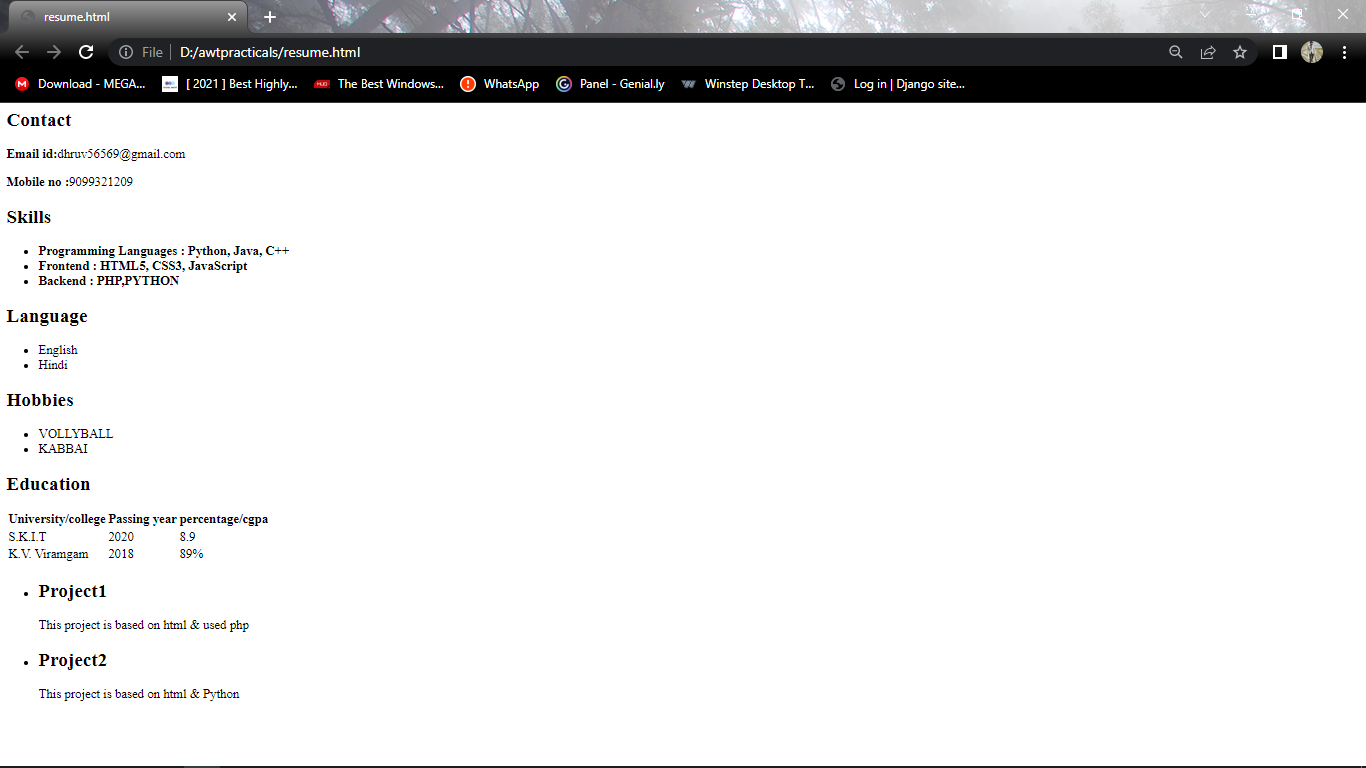 resume.html
File D:/awtpracticals/resume.html
Download - MEGA... [ 2021 ] Best Highly... The Best Windows... WhatsApp Panel - Genial.ly Winstep Desktop T... Log in | Django site...
Contact
Email id:dhruv56569@gmail.com
Mobile no :9099321209
Skills
Programming Languages : Python, Java, C++
Frontend : HTML5, CSS3, JavaScript
Backend : PHP,PYTHON
Language
English
Hindi
Hobbies
VOLLYBALL
KABBAI
Education
University/college Passing year percentage/cgpa
S.K.I.T 2020 8.9
K.V. Viramgam 2018 89%
Project1
This project is based on html & used php
Project2
This project is based on html & Python